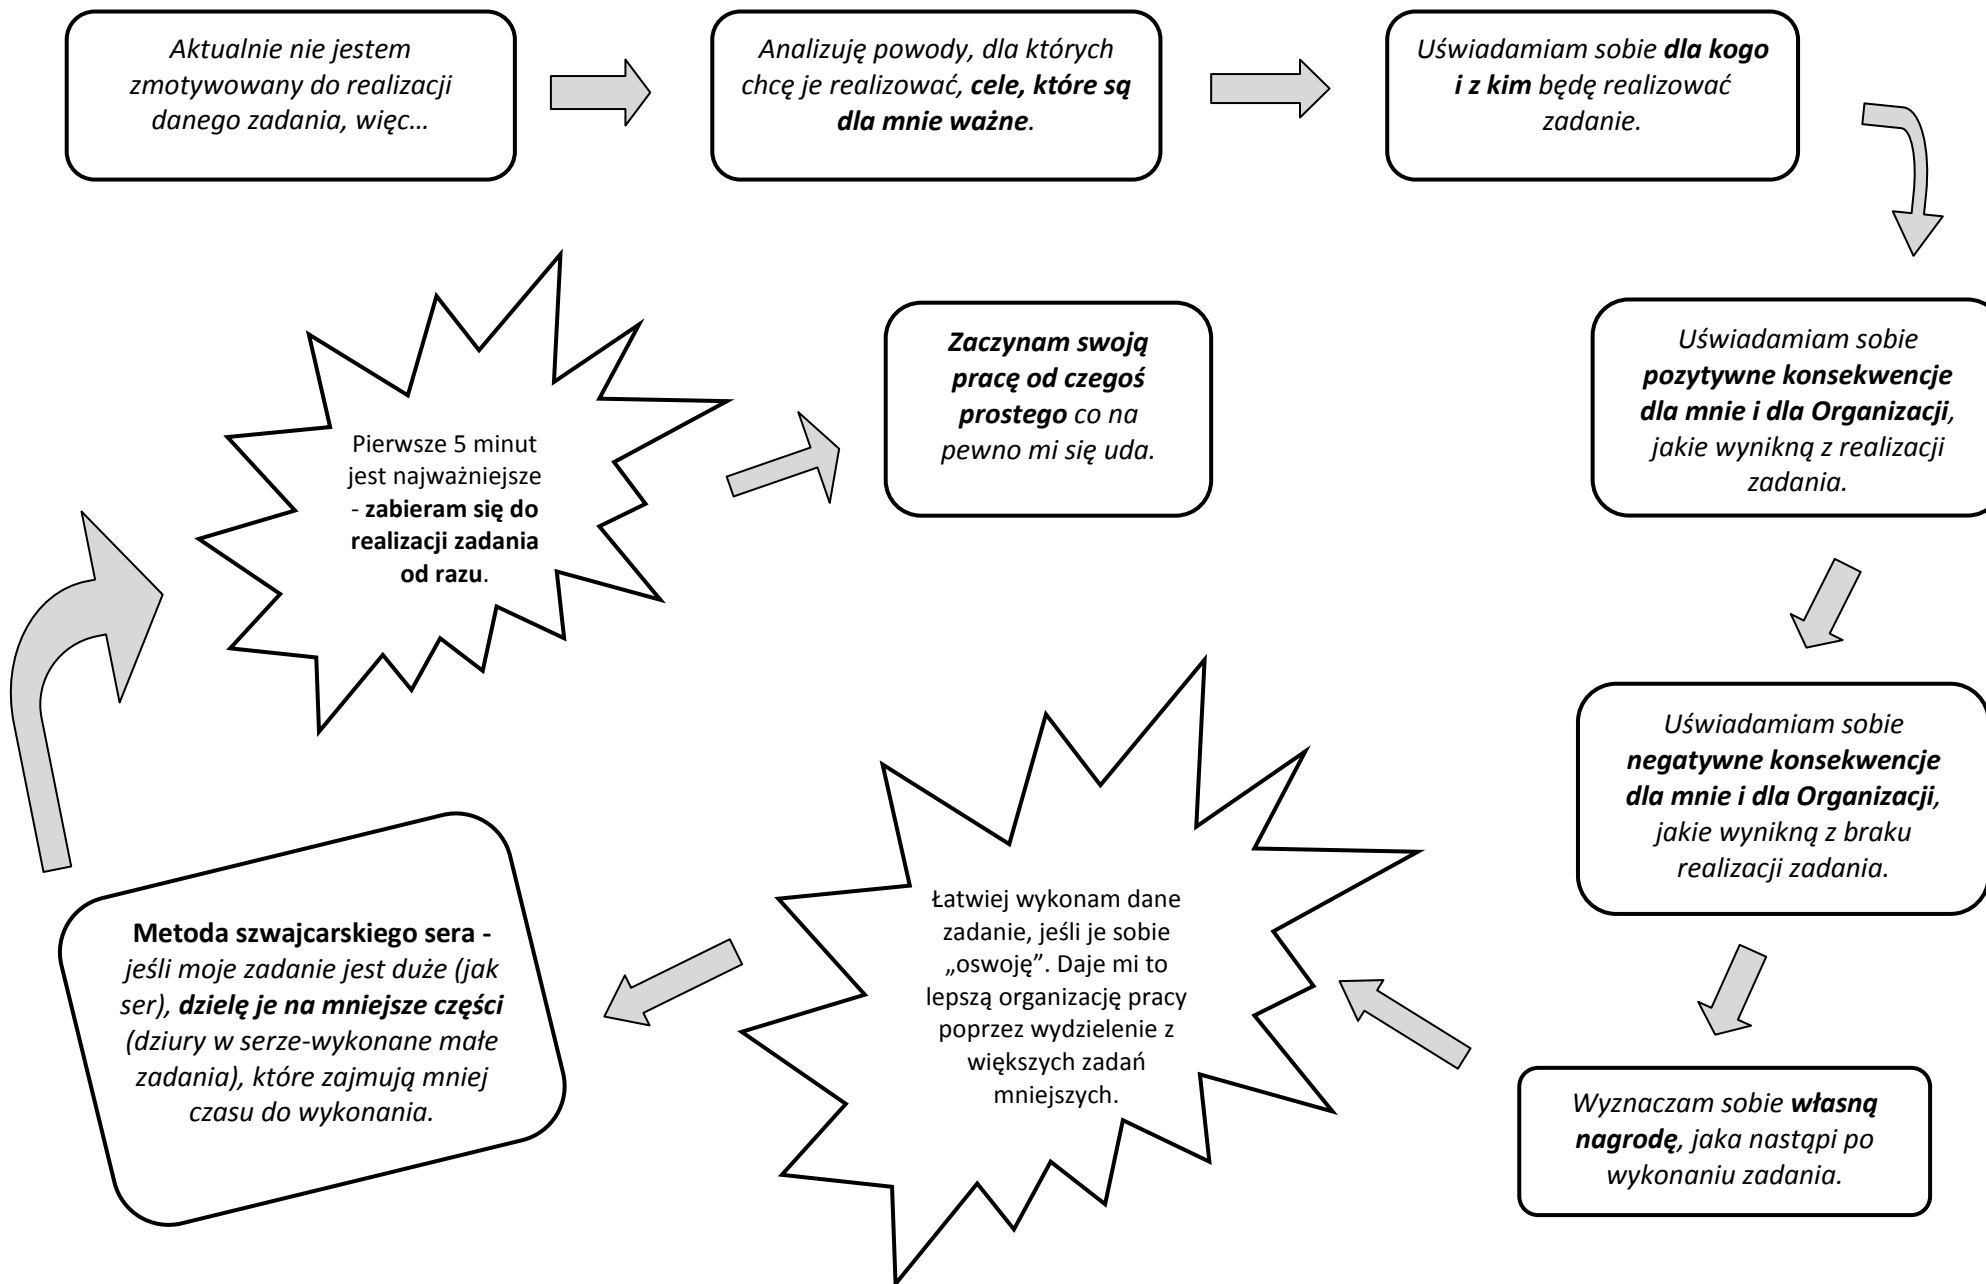 Aktualnie nie jestem
zmotywowany do realizacji
danego zadania, więc...
Analizuję powody, dla których
chcę je realizować, cele, które są
dla mnie ważne.
Uświadamiam sobie dla kogo
i z kim będę realizować
zadanie.
Uświadamiam sobie
pozytywne konsekwencje
dla mnie i dla Organizacji,
jakie wynikną z realizacji
zadania.
Uświadamiam sobie
negatywne konsekwencje
dla mnie i dla Organizacji,
jakie wynikną z braku
realizacji zadania.
Wyznaczam sobie własną
nagrodę, jaka nastąpi po
wykonaniu zadania.
Łatwiej wykonam dane
zadanie, jeśli je sobie
„oswoję”. Daje mi to
lepszą organizację pracy
poprzez wydzielenie z
większych zadań
mniejszych.
Metoda szwajcarskiego sera -
jeśli moje zadanie jest duże (jak
ser), dzielę je na mniejsze części
(dziury w serze-wykonane małe
zadania), które zajmują mniej
czasu do wykonania.
Pierwsze 5 minut
jest najważniejsze
- zabieram się do
realizacji zadania
od razu.
Zaczynam swoją
pracę od czegoś
prostego co na
pewno mi się uda.